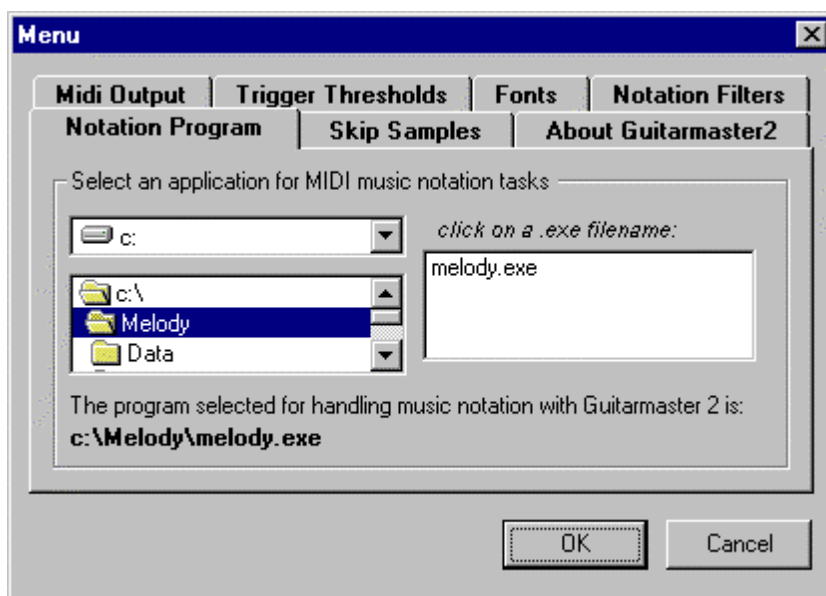 Menu
Midi Output Trigger Thresholds Fonts Notation Filters
Notation Program Skip Samples About Guitarmaster2
Select an application for MIDI music notation tasks
c:
click on a .exe filename:
c:\
Melody
Data
melody.exe
The program selected for handling music notation with Guitarmaster 2 is:
c:\Melody\melody.exe
OK Cancel